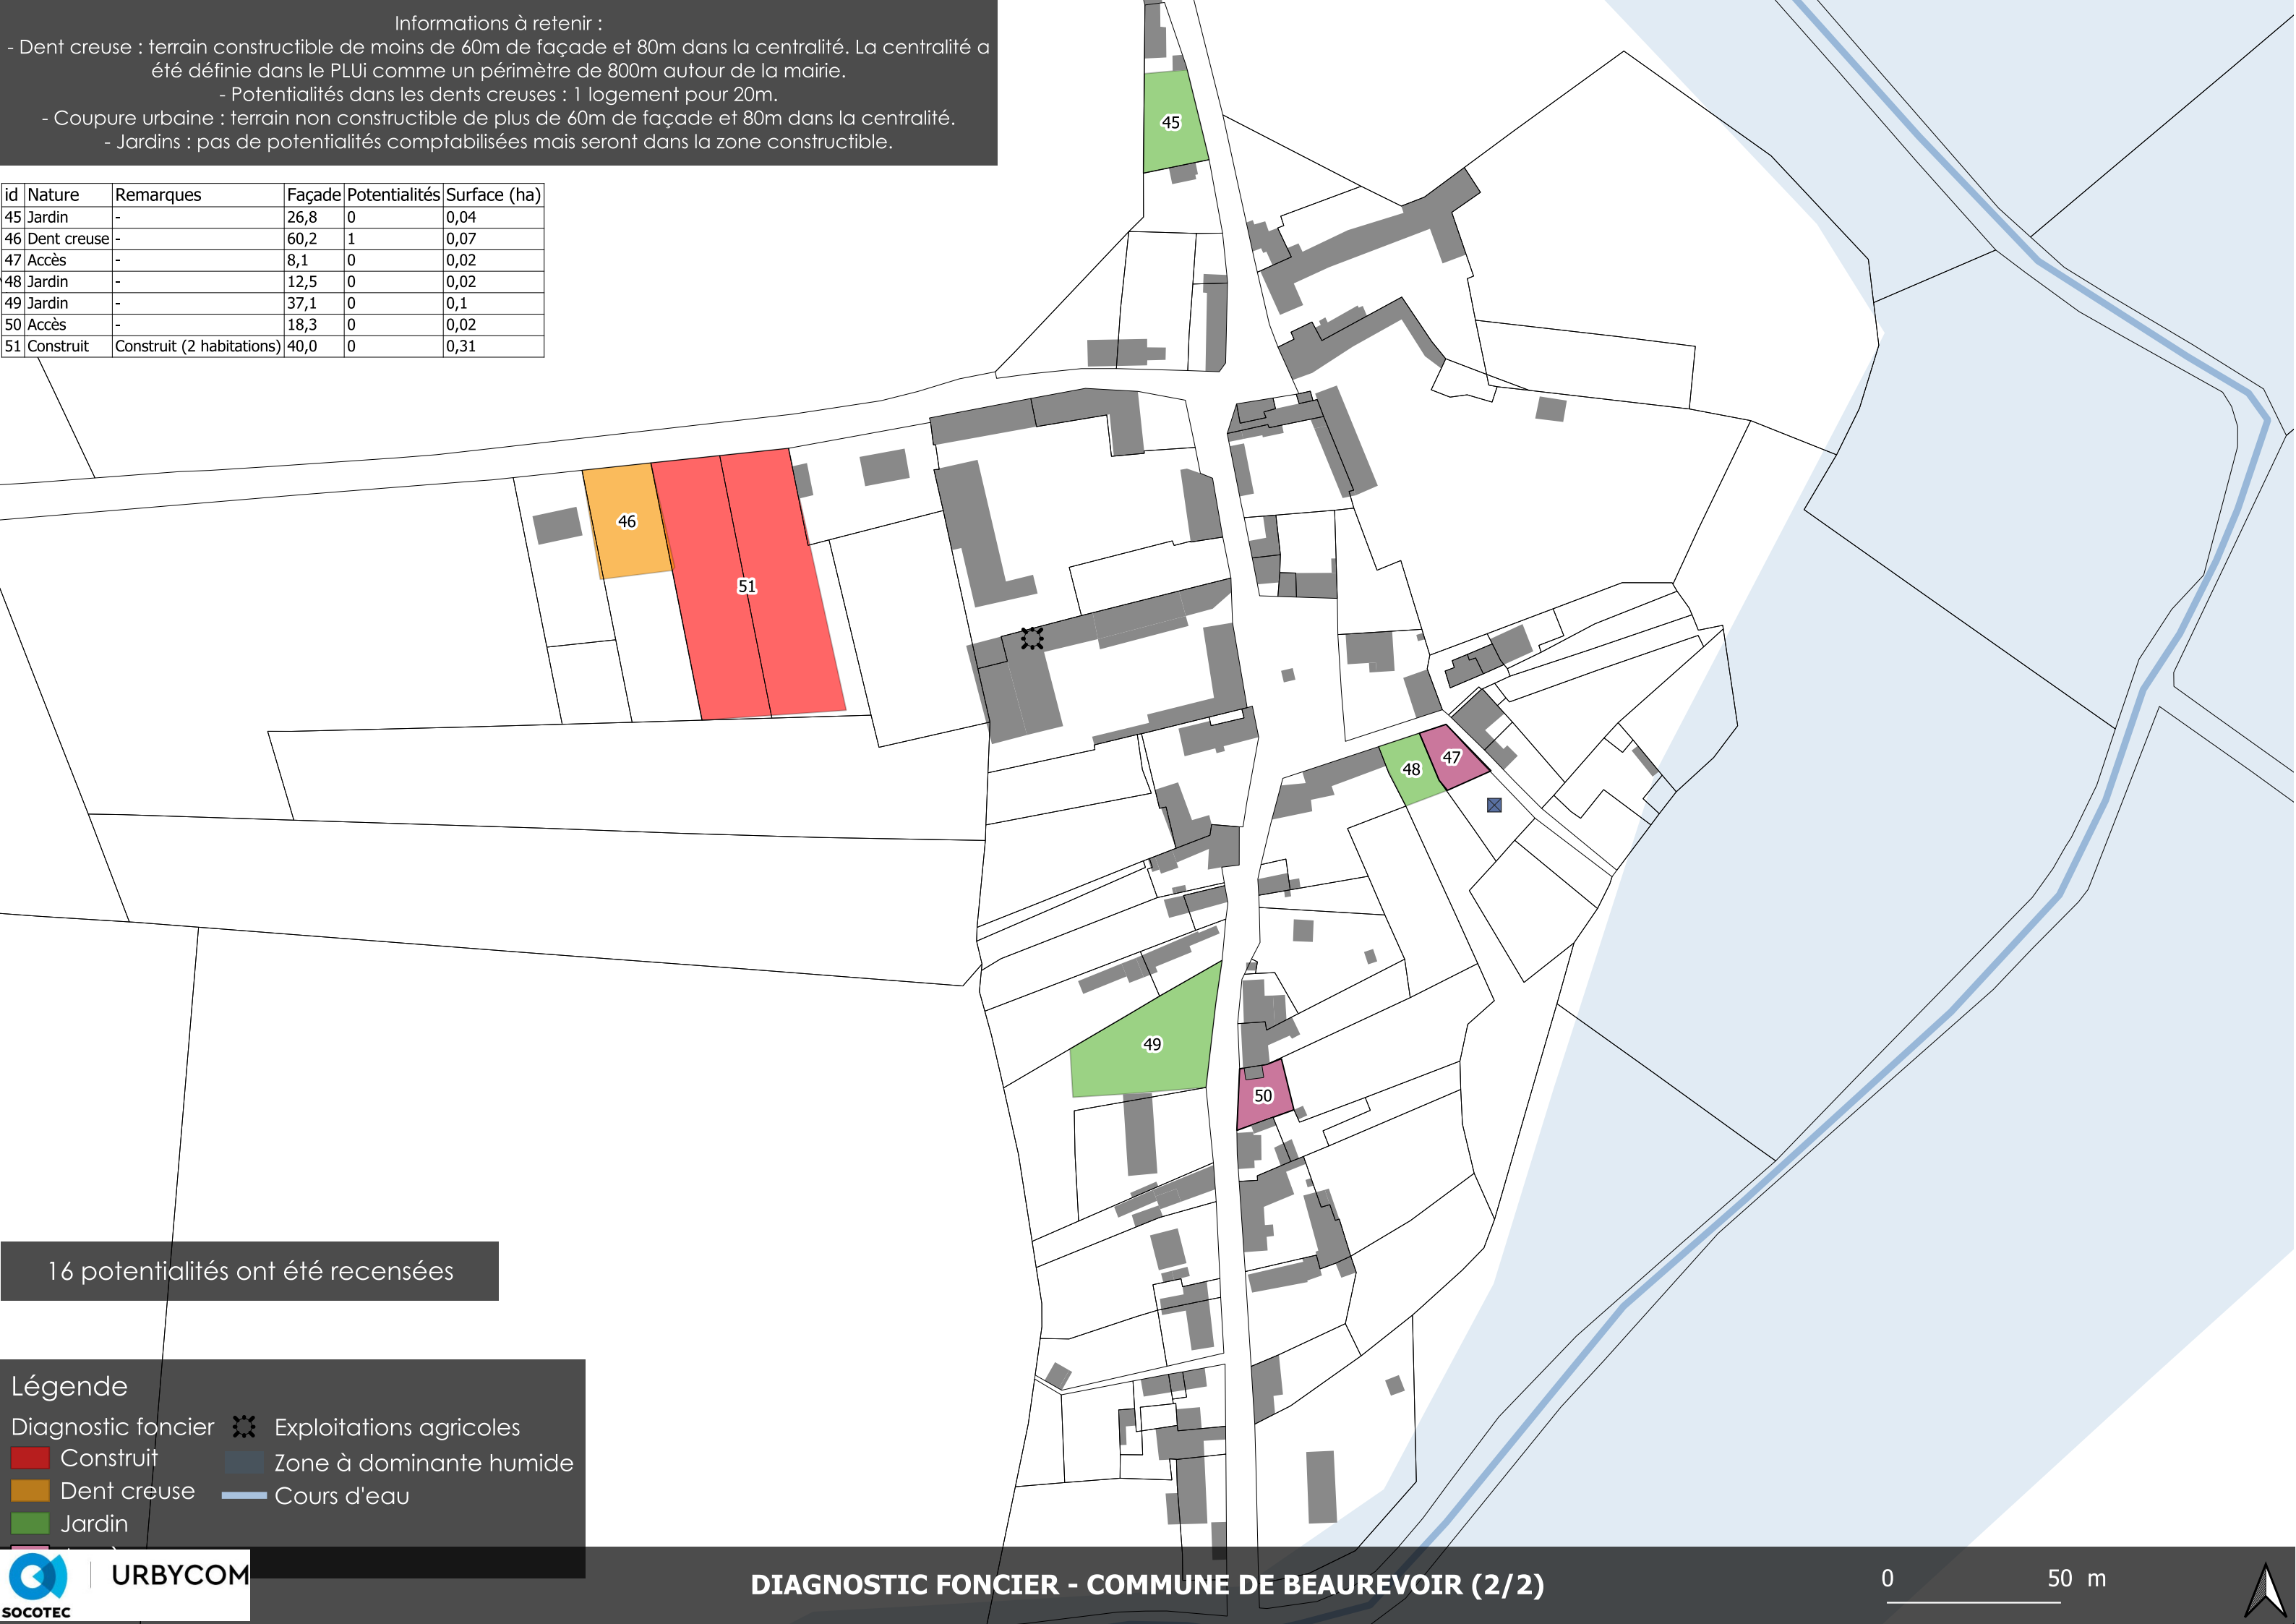 Informations à retenir :
- Dent creuse : terrain constructible de moins de 60m de façade et 80m dans la centralité. La centralité a
été définie dans le PLUi comme un périmètre de 800m autour de la mairie.
- Potentialités dans les dents creuses : 1 logement pour 20m.
- Coupure urbaine : terrain non constructible de plus de 60m de façade et 80m dans la centralité.
- Jardins : pas de potentialités comptabilisées mais seront dans la zone constructible.
id Nature Remarques Façade Potentialités Surface (ha)
45 Jardin - 26,8 0 0,04
46 Dent creuse - 60,2 1 0,07
47 Accès - 8,1 0 0,02
48 Jardin - 12,5 0 0,02
49 Jardin - 37,1 0 0,1
50 Accès - 18,3 0 0,02
51 Construit Construit (2 habitations) 40,0 0 0,31
45
46
51
47
48
49
50
16 potentialités ont été recensées
Légende
Diagnostic foncier
Construit
Dent creuse
Jardin
Exploitations agricoles
Zone à dominante humide
Cours d'eau
SOCOTEC
URBYCOM
DIAGNOSTIC FONCIER - COMMUNE DE BEAUREVOIR (2/2)
0 50 m